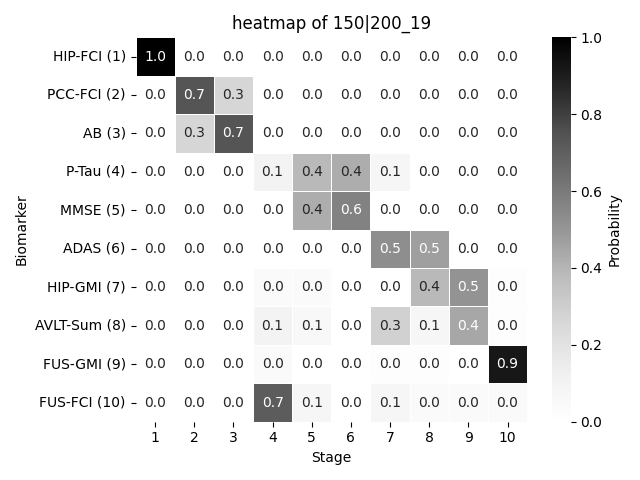 heatmap of 150|200_19
HIP-FCI (1) 1.0 0.0 0.0 0.0 0.0 0.0 0.0 0.0 0.0 0.0
PCC-FCI (2) 0.0 0.7 0.3 0.0 0.0 0.0 0.0 0.0 0.0 0.0
AB (3) 0.0 0.3 0.7 0.0 0.0 0.0 0.0 0.0 0.0 0.0
P-Tau (4) 0.0 0.0 0.0 0.1 0.4 0.4 0.1 0.0 0.0 0.0
MMSE (5) 0.0 0.0 0.0 0.0 0.4 0.6 0.0 0.0 0.0 0.0
ADAS (6) 0.0 0.0 0.0 0.0 0.0 0.0 0.5 0.5 0.0 0.0
HIP-GMI (7) 0.0 0.0 0.0 0.0 0.0 0.0 0.0 0.4 0.5 0.0
AVLT-Sum (8) 0.0 0.0 0.0 0.1 0.1 0.0 0.3 0.1 0.4 0.0
FUS-GMI (9) 0.0 0.0 0.0 0.0 0.0 0.0 0.0 0.0 0.0 0.9
FUS-FCI (10) 0.0 0.0 0.0 0.7 0.1 0.0 0.1 0.0 0.0 0.0
1 2 3 4 5 6 7 8 9 10
Stage
Biomarker
1.0
0.8
0.6
0.4
0.2
0.0
Probability